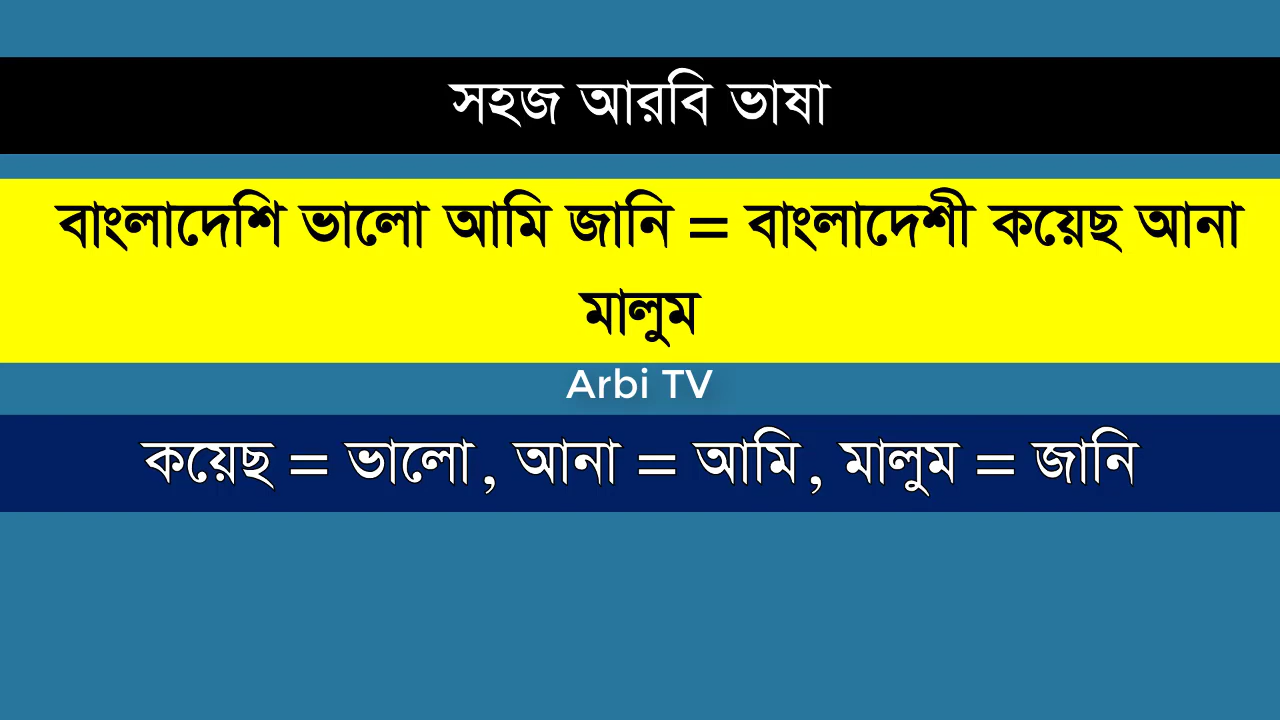 সহজ আরবি ভাষা
বাংলাদেশি ভালো আমি জানি = বাংলাদেশী কয়েছ আনা
মালুম
Arbi TV
কয়েছ = ভালো, আনা = আমি, মালুম = জানি